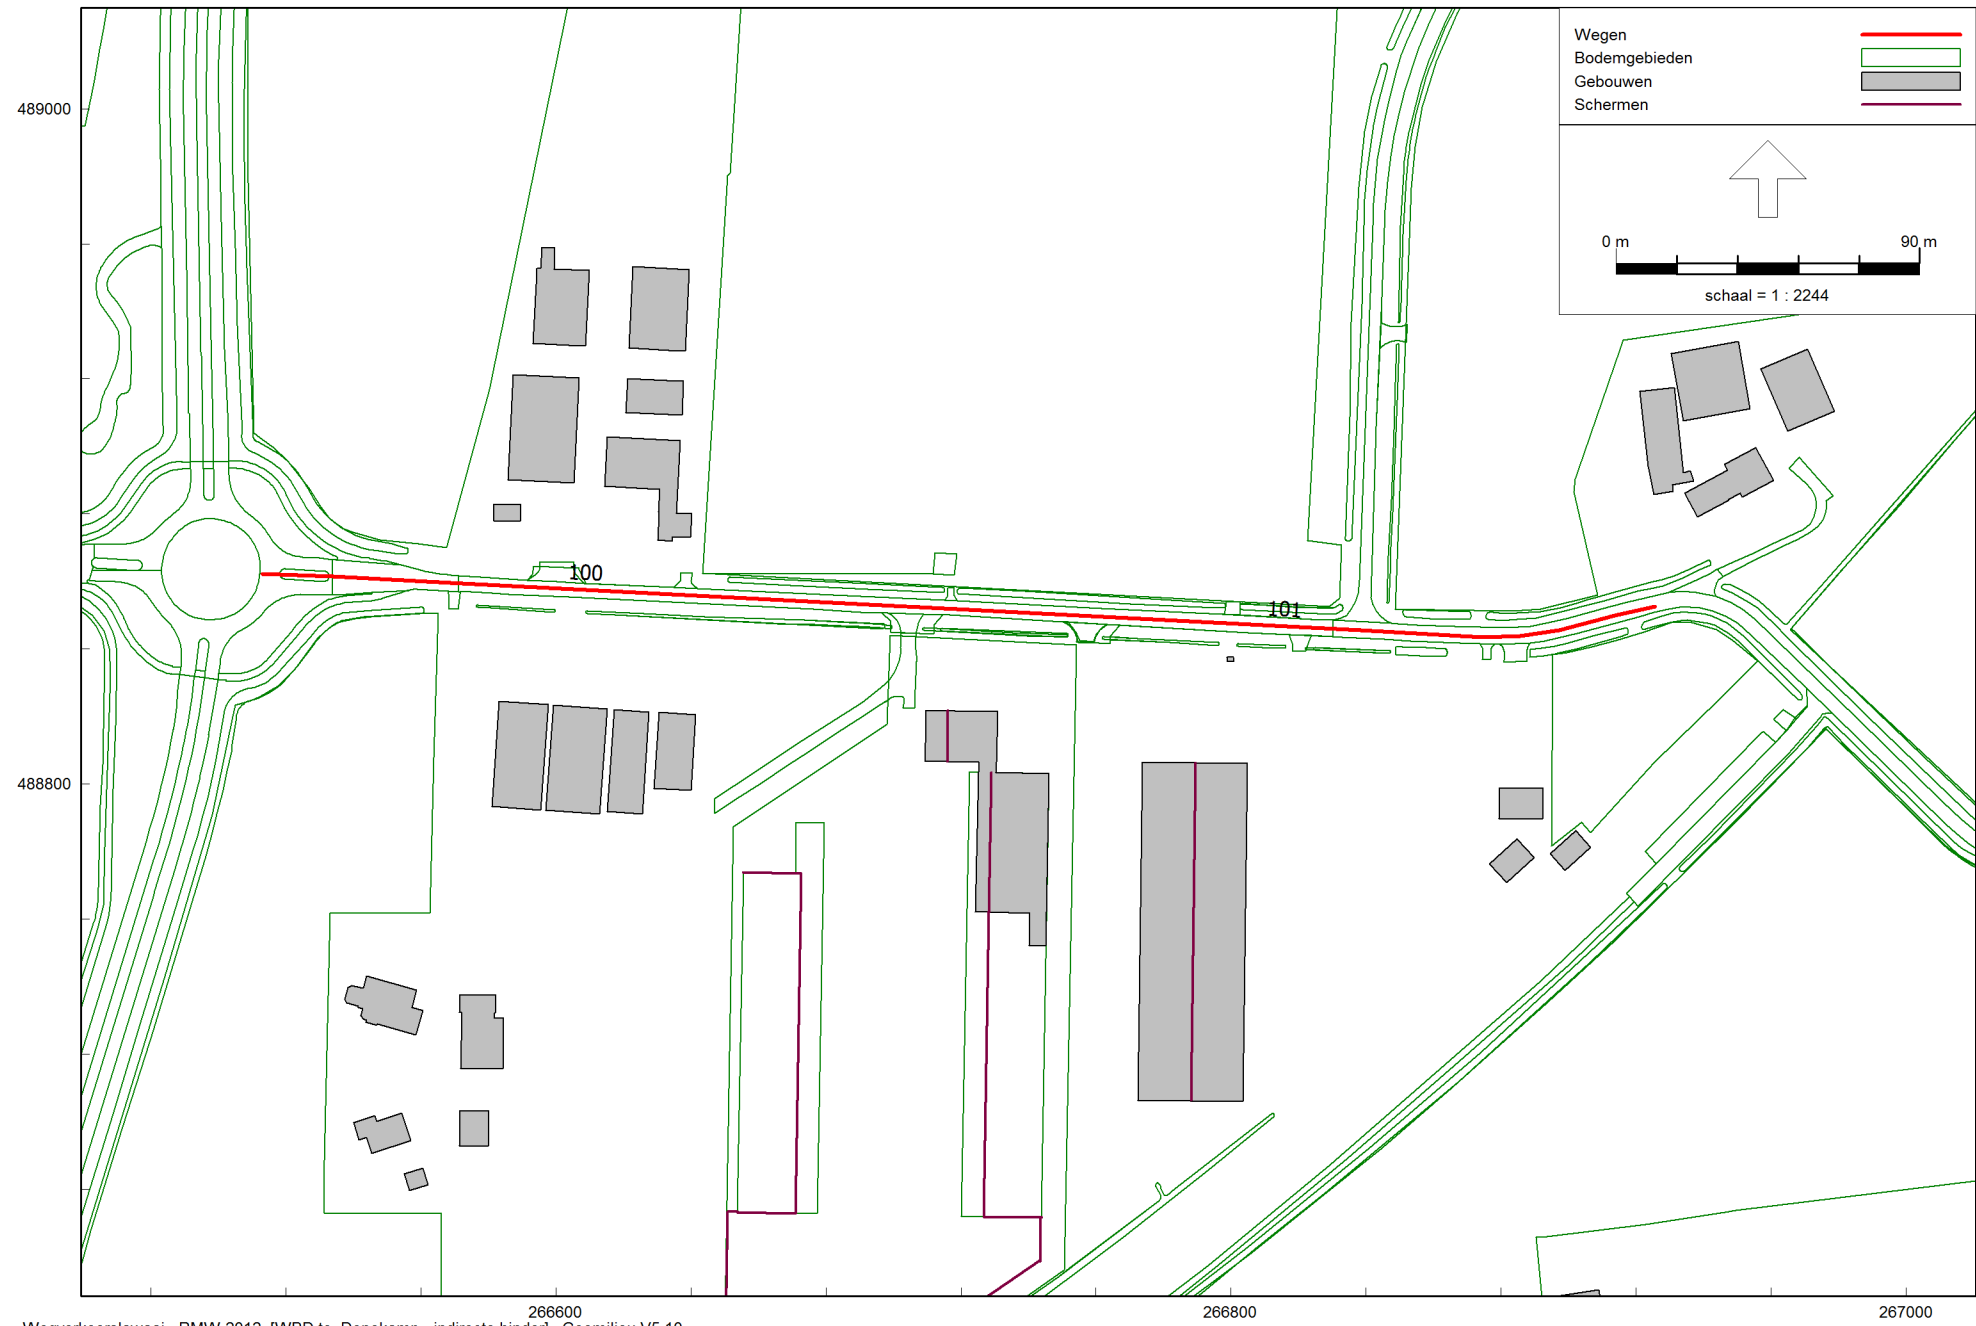 Wegen
Bodemgebieden
Gebouwen
Schermen
489000
0 m 90 m
schaal = 1 : 2244
100
101
488800
266600 266800 267000